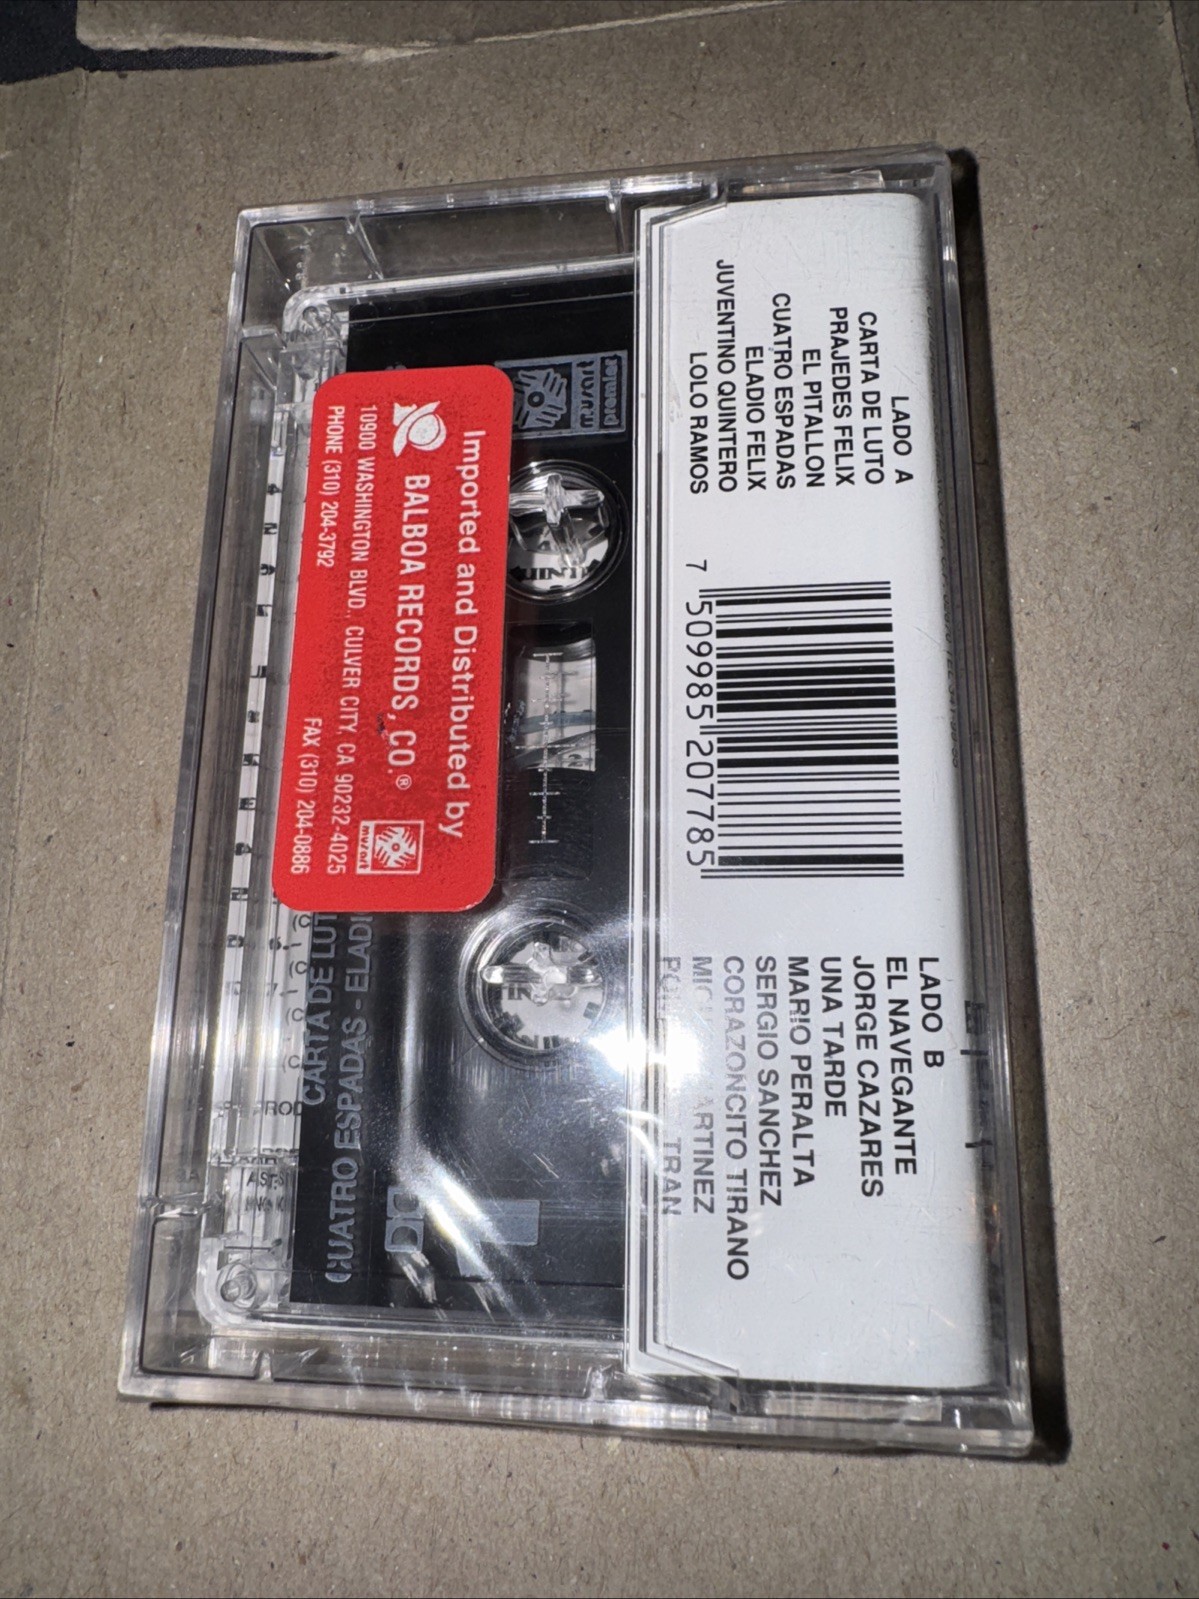 LADO A
CARTA DE LUTO
PRAJEDES FELIX
EL PITALLON
CUATRO ESPADAS
ELADIO FELIX
JUVENTINO QUINTERO
LOLO RAMOS
7 509985 207785
LADO B
EL NAVEGANTE
JORGE CAZARES
UNA TARDE
MARIO PERALTA
SERGIO SANCHEZ
CORAZONCITO TIRANO
MARTINEZ
TRAN
Imported and Distributed by
BALBOA RECORDS, CO.®
10900 WASHINGTON BLVD., CULVER CITY, CA 90232-4025
PHONE (310) 204-3792 FAX (310) 204-0886
musart
musart
premier
CUATRO ESPADAS - ELADI
CARTA DE LUT